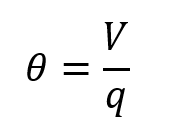 θ = V/q